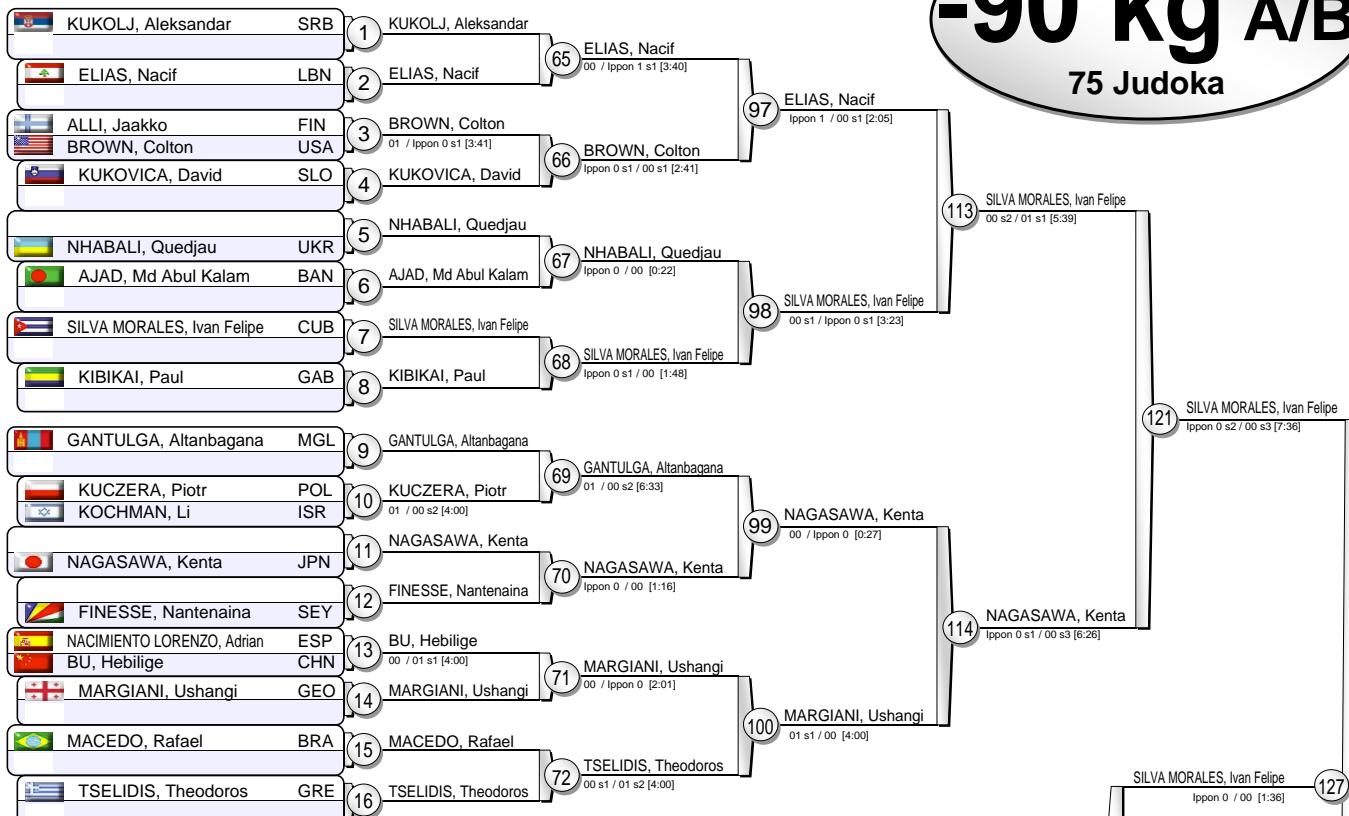 -90 kg A/B
75 Judoka
KUKOLJ, Aleksandar SRB
1
KUKOLJ, Aleksandar
65
ELIAS, Nacif
00 / Ippon 1 s1 [3:40]
ELIAS, Nacif LBN
2
ELIAS, Nacif
97
ELIAS, Nacif
Ippon 1 / 00 s1 [2:05]
ALLI, Jaakko FIN
BROWN, Colton USA
3
BROWN, Colton
01 / Ippon 0 s1 [3:41]
66
BROWN, Colton
Ippon 0 s1 / 00 s1 [2:41]
KUKOVICA, David SLO
4
KUKOVICA, David
113
SILVA MORALES, Ivan Felipe
00 s2 / 01 s1 [5:39]
NHABALI, Quedjau UKR
5
NHABALI, Quedjau
67
NHABALI, Quedjau
Ippon 0 / 00 [0:22]
AJAD, Md Abul Kalam BAN
6
AJAD, Md Abul Kalam
98
SILVA MORALES, Ivan Felipe
00 s1 / Ippon 0 s1 [3:23]
SILVA MORALES, Ivan Felipe CUB
7
SILVA MORALES, Ivan Felipe
68
SILVA MORALES, Ivan Felipe
Ippon 0 s1 / 00 [1:48]
KIBIKAI, Paul GAB
8
KIBIKAI, Paul
121
SILVA MORALES, Ivan Felipe
Ippon 0 s2 / 00 s3 [7:36]
GANTULGA, Altanbagana MGL
9
GANTULGA, Altanbagana
69
GANTULGA, Altanbagana
01 / 00 s2 [6:33]
KUCZERA, Piotr POL
KOCHMAN, Li ISR
10
KUCZERA, Piotr
01 / 00 s2 [4:00]
99
NAGASAWA, Kenta
00 / Ippon 0 [0:27]
NAGASAWA, Kenta JPN
11
NAGASAWA, Kenta
70
NAGASAWA, Kenta
Ippon 0 / 00 [1:16]
FINESSE, Nantenaina SEY
12
FINESSE, Nantenaina
114
NAGASAWA, Kenta
Ippon 0 s1 / 00 s3 [6:26]
NACIMIENTO LORENZO, Adrian ESP
BU, Hebilige CHN
13
BU, Hebilige
00 / 01 s1 [4:00]
71
MARGIANI, Ushangi
00 / Ippon 0 [2:01]
MARGIANI, Ushangi GEO
14
MARGIANI, Ushangi
100
MARGIANI, Ushangi
01 s1 / 00 [4:00]
MACEDO, Rafael BRA
15
MACEDO, Rafael
72
TSELIDIS, Theodoros
00 s1 / 01 s2 [4:00]
TSELIDIS, Theodoros GRE
16
TSELIDIS, Theodoros
SILVA MORALES, Ivan Felipe
Ippon 0 / 00 [1:36]
127